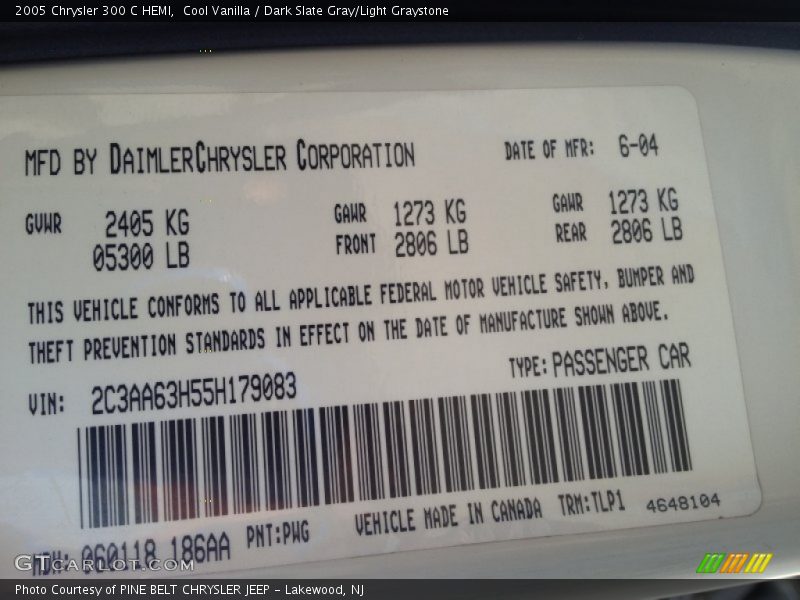 2005 Chrysler 300 C HEMI,  Cool Vanilla / Dark Slate Gray/Light Graystone
MFD BY DAIMLERCHRYSLER CORPORATION DATE OF MFR: 6-04
GVWR 2405 KG GAWR 1273 KG GAWR 1273 KG
05300 LB FRONT 2806 LB REAR 2806 LB
THIS VEHICLE CONFORMS TO ALL APPLICABLE FEDERAL MOTOR VEHICLE SAFETY, BUMPER AND
THEFT PREVENTION STANDARDS IN EFFECT ON THE DATE OF MANUFACTURE SHOWN ABOVE.
VIN: 2C3AA63H55H179083 TYPE: PASSENGER CAR
MDH: 060118 186AA PNT:PWG VEHICLE MADE IN CANADA TRM:TLP1 4648104
GTcarlot.com
Photo Courtesy of PINE BELT CHRYSLER JEEP - Lakewood, NJ